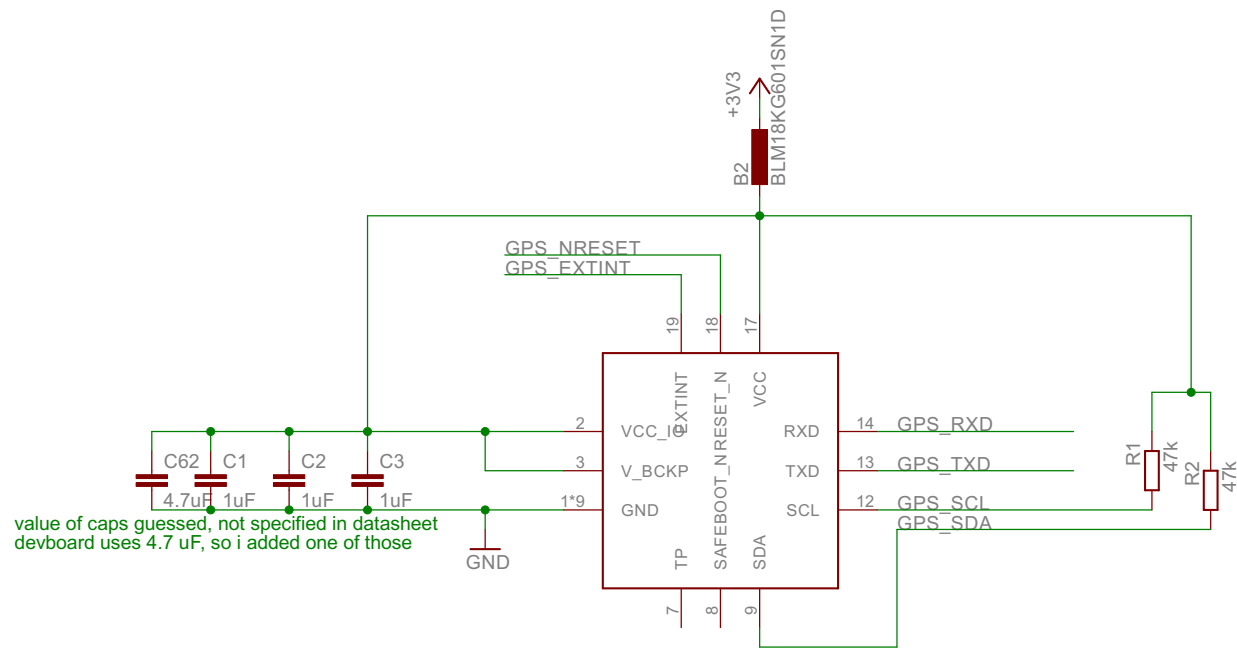 +3V3
B2
BLM18KG601SN1D
GPS_NRESET
GPS_EXTINT
19
18
17
EXTINT
SAFEBOOT_NRESET_N
VCC
2
VCC_IO
RXD
14
GPS_RXD
C62
C1
C2
C3
3
V_BCKP
TXD
13
GPS_TXD
R1
47k
R2
47k
4.7uF
1uF
1uF
1uF
1*9
GND
SCL
12
GPS_SCL
GPS_SDA
value of caps guessed, not specified in datasheet
devboard uses 4.7 uF, so i added one of those
GND
TP
SDA
7
8
9